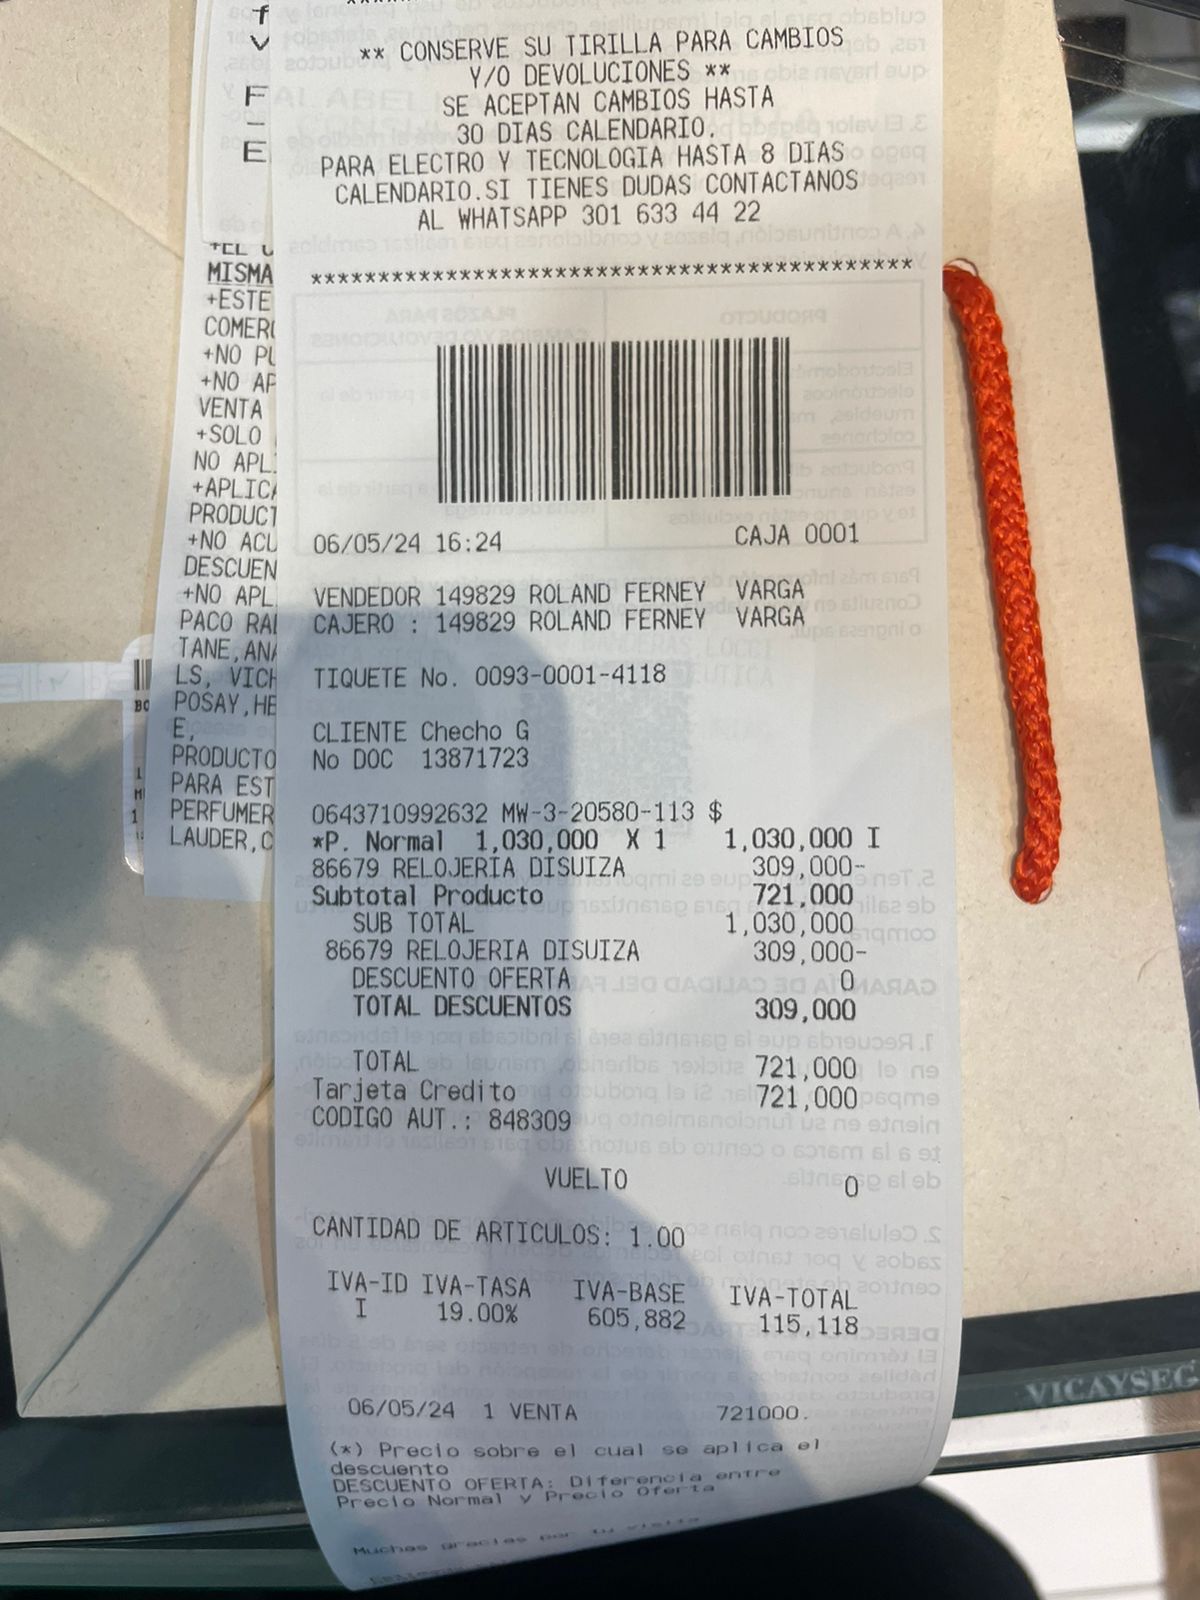 ** CONSERVE SU TIRILLA PARA CAMBIOS
Y/O DEVOLUCIONES **
SE ACEPTAN CAMBIOS HASTA
30 DIAS CALENDARIO.
PARA ELECTRO Y TECNOLOGIA HASTA 8 DIAS
CALENDARIO.SI TIENES DUDAS CONTACTANOS
AL WHATSAPP 301 633 44 22
*********************************************
06/05/24 16:24 CAJA 0001
VENDEDOR 149829 ROLAND FERNEY VARGA
CAJERO : 149829 ROLAND FERNEY VARGA
TIQUETE No. 0093-0001-4118
CLIENTE Checho G
No DOC 13871723
0643710992632 MW-3-20580-113 $
*P. Normal 1,030,000 X 1 1,030,000 I
86679 RELOJERIA DISUIZA 309,000-
Subtotal Producto 721,000
SUB TOTAL 1,030,000
86679 RELOJERIA DISUIZA 309,000-
DESCUENTO OFERTA 0
TOTAL DESCUENTOS 309,000
TOTAL 721,000
Tarjeta Credito 721,000
CODIGO AUT.: 848309
VUELTO 0
CANTIDAD DE ARTICULOS: 1.00
IVA-ID IVA-TASA IVA-BASE IVA-TOTAL
I 19.00% 605,882 115,118
06/05/24 1 VENTA 721000.
(*) Precio sobre el cual se aplica el
descuento
DESCUENTO OFERTA: Diferencia entre
Precio Normal y Precio Oferta
Muchas gracias por tu visita
MISMA
+ESTE
COMER
+NO PU
+NO AP
VENTA
+SOLO
NO APL
+APLICA
PRODUCT
+NO ACU
DESCUEN
+NO APL
PACO RA
TANE,ANA
LS, VICH
POSAY,HE
E,
PRODUCTO
PARA EST
PERFUMER
LAUDER,C
VICAYSEG